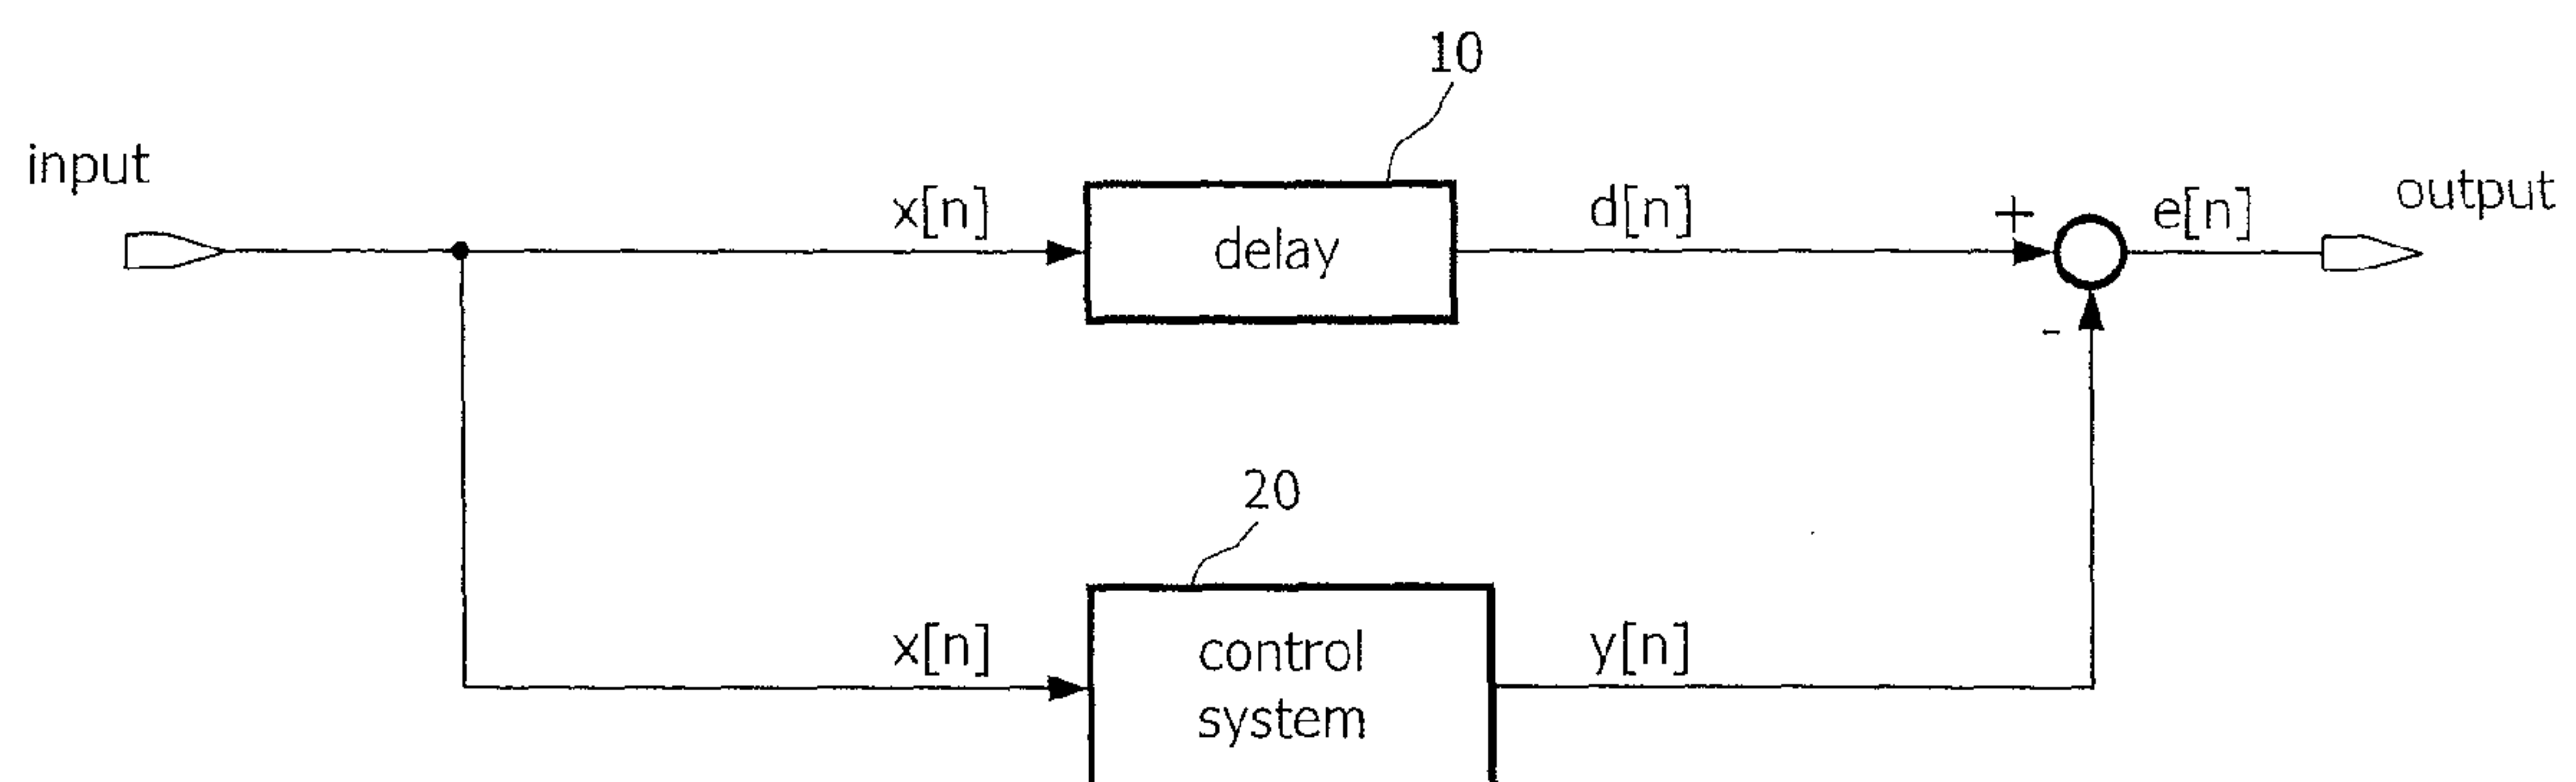 10
input
x[n]
delay
d[n]
+
e[n]
output
-
20
x[n]
control
system
y[n]